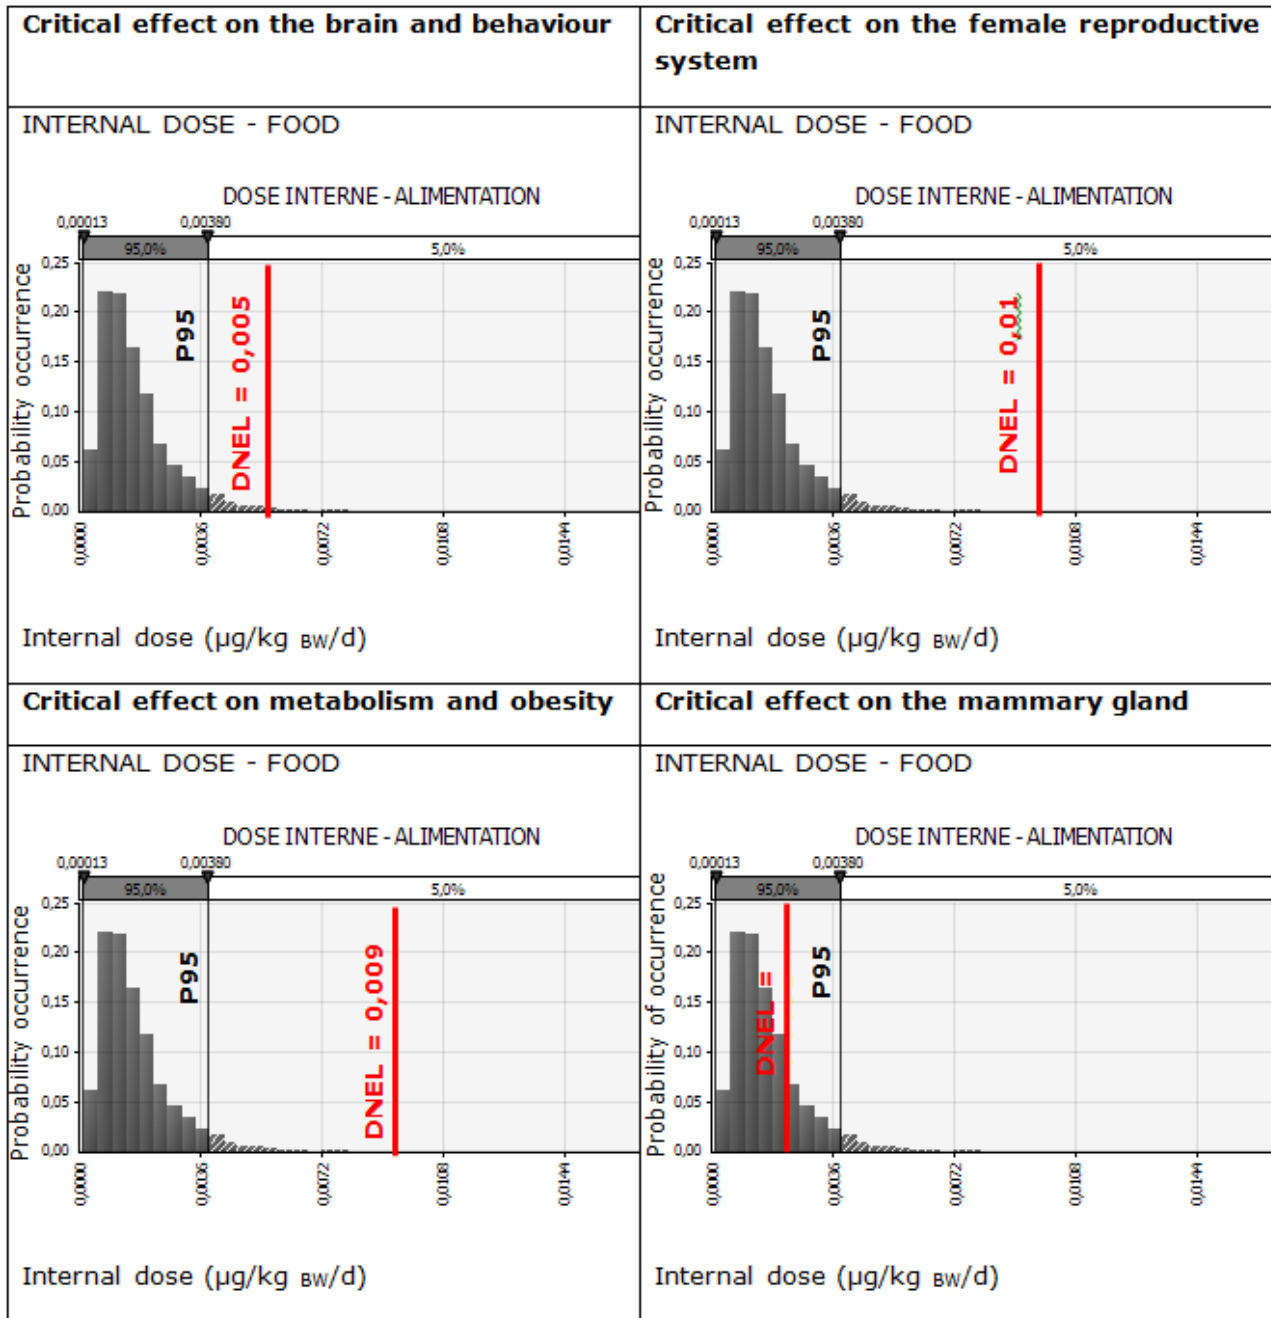 Critical effect on the brain and behaviour
INTERNAL DOSE - FOOD
DOSE INTERNE - ALIMENTATION
0,00013 0,00380
95,0% 5,0%
Probability occurrence
0,25
0,20
0,15
0,10
0,05
0,00
P95
DNEL = 0,005
0,0000 0,0036 0,0072 0,0108 0,0144
Internal dose (µg/kg BW/d)
Critical effect on the female reproductive
system
INTERNAL DOSE - FOOD
DOSE INTERNE - ALIMENTATION
0,00013 0,00380
95,0% 5,0%
Probability occurrence
0,25
0,20
0,15
0,10
0,05
0,00
P95
DNEL = 0,01
0,0000 0,0036 0,0072 0,0108 0,0144
Internal dose (µg/kg BW/d)
Critical effect on metabolism and obesity
INTERNAL DOSE - FOOD
DOSE INTERNE - ALIMENTATION
0,00013 0,00380
95,0% 5,0%
Probability occurrence
0,25
0,20
0,15
0,10
0,05
0,00
P95
DNEL = 0,009
0,0000 0,0036 0,0072 0,0108 0,0144
Internal dose (µg/kg BW/d)
Critical effect on the mammary gland
INTERNAL DOSE - FOOD
DOSE INTERNE - ALIMENTATION
0,00013 0,00380
95,0% 5,0%
Probability of occurrence
0,25
0,20
0,15
0,10
0,05
0,00
DNEL =
P95
0,0000 0,0036 0,0072 0,0108 0,0144
Internal dose (µg/kg BW/d)